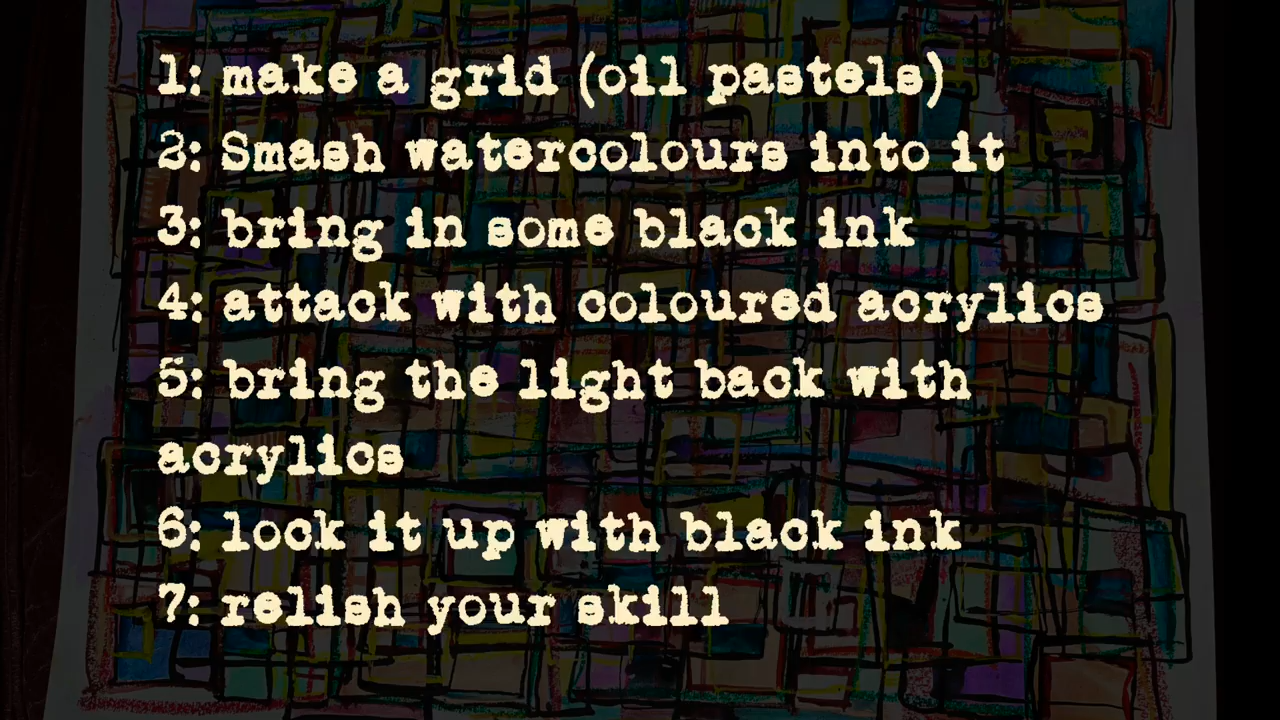 1: make a grid (oil pastels)
2: Smash watercolours into it
3: bring in some black ink
4: attack with coloured acrylics
5: bring the light back with
acrylics
6: lock it up with black ink
7: relish your skill